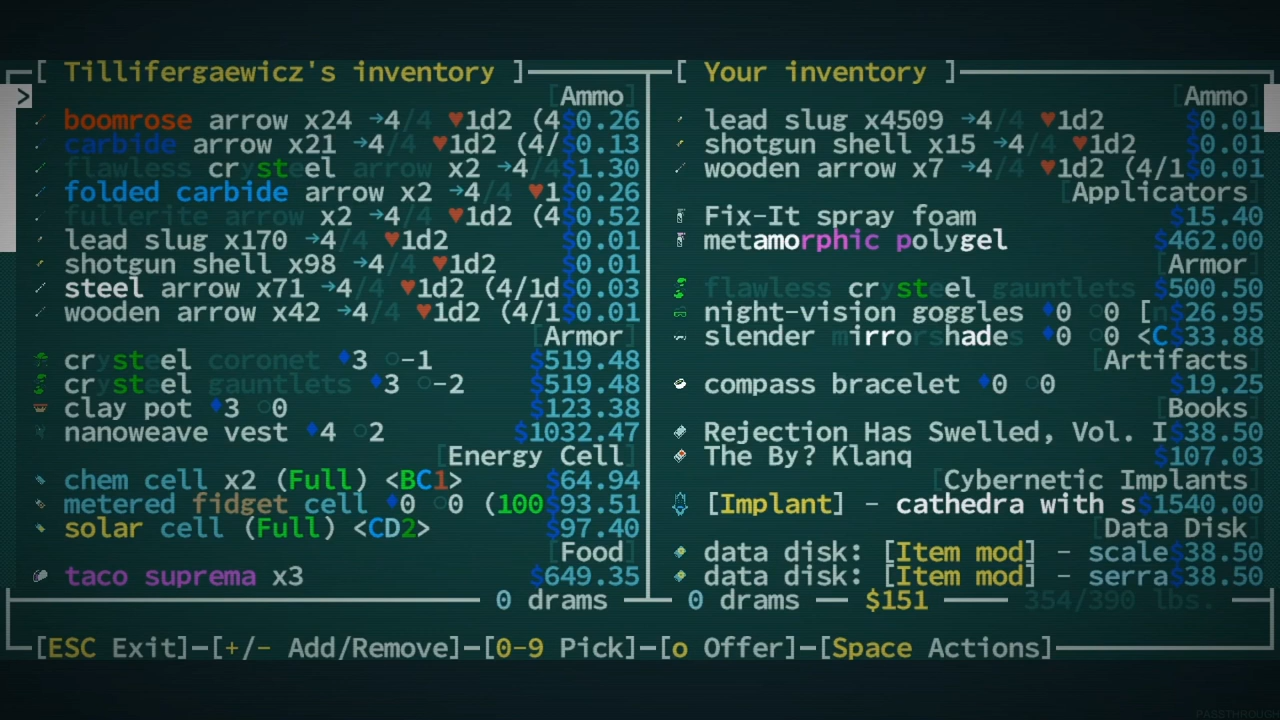 [ Tillifergaewicz's inventory ]
[Ammo]
boomrose arrow x24 →4/4 ♥1d2 (4 $0.26
carbide arrow x21 →4/4 ♥1d2 (4/ $0.13
flawless crysteel arrow x2 →4/ $1.30
folded carbide arrow x2 →4/4 ♥1 $0.26
fullerite arrow x2 →4/4 ♥1d2 (4 $0.52
lead slug x170 →4/4 ♥1d2 $0.01
shotgun shell x98 →4/4 ♥1d2 $0.01
steel arrow x71 →4/4 ♥1d2 (4/1d $0.03
wooden arrow x42 →4/4 ♥1d2 (4/1 $0.01
[Armor]
crysteel coronet ♦3 ○-1 $519.48
crysteel gauntlets ♦3 ○-2 $519.48
clay pot ♦3 ○0 $123.38
nanoweave vest ♦4 ○2 $1032.47
[Energy Cell]
chem cell x2 (Full) <BC1> $64.94
metered fidget cell ♦0 ○0 (100 $93.51
solar cell (Full) <CD2> $97.40
[Food]
taco suprema x3 $649.35
0 drams
[ Your inventory ]
[Ammo]
lead slug x4509 →4/4 ♥1d2 $0.01
shotgun shell x15 →4/4 ♥1d2 $0.01
wooden arrow x7 →4/4 ♥1d2 (4/1 $0.01
[Applicators]
Fix-It spray foam $15.40
metamorphic polygel $462.00
[Armor]
flawless crysteel gauntlets $500.50
night-vision goggles ♦0 ○0 [n $26.95
slender mirrorshades ♦0 ○0 <C $33.88
[Artifacts]
compass bracelet ♦0 ○0 $19.25
[Books]
Rejection Has Swelled, Vol. I $38.50
The By? Klanq $107.03
[Cybernetic Implants]
[Implant] - cathedra with s $1540.00
[Data Disk]
data disk: [Item mod] - scale $38.50
data disk: [Item mod] - serra $38.50
0 drams $151 354/390 lbs.
[ESC Exit]-[+/- Add/Remove]-[0-9 Pick]-[o Offer]-[Space Actions]